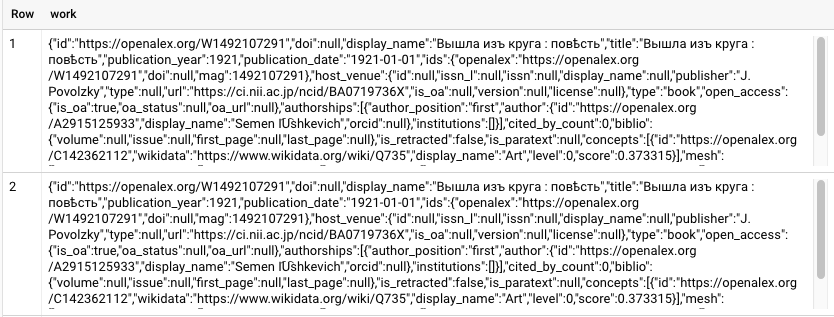 Row work
1 {"id":"https://openalex.org/W1492107291","doi":null,"display_name":"Вышла изъ круга : повѣсть","title":"Вышла изъ круга :
повѣсть","publication_year":1921,"publication_date":"1921-01-01","ids":{"openalex":"https://openalex.org
/W1492107291","doi":null,"mag":1492107291},"host_venue":{"id":null,"issn_l":null,"issn":null,"display_name":null,"publisher":"J.
Povolzky","type":null,"url":"https://ci.nii.ac.jp/ncid/BA0719736X","is_oa":null,"version":null,"license":null},"type":"book","open_access":
{"is_oa":true,"oa_status":null,"oa_url":null},"authorships":[{"author_position":"first","author":{"id":"https://openalex.org
/A2915125933","display_name":"Semen I︠U︡shkevich","orcid":null},"institutions":[]}],"cited_by_count":0,"biblio":
{"volume":null,"issue":null,"first_page":null,"last_page":null},"is_retracted":false,"is_paratext":null,"concepts":[{"id":"https://openalex.org
/C142362112","wikidata":"https://www.wikidata.org/wiki/Q735","display_name":"Art","level":0,"score":0.373315}],"mesh":
2 {"id":"https://openalex.org/W1492107291","doi":null,"display_name":"Вышла изъ круга : повѣсть","title":"Вышла изъ круга :
повѣсть","publication_year":1921,"publication_date":"1921-01-01","ids":{"openalex":"https://openalex.org
/W1492107291","doi":null,"mag":1492107291},"host_venue":{"id":null,"issn_l":null,"issn":null,"display_name":null,"publisher":"J.
Povolzky","type":null,"url":"https://ci.nii.ac.jp/ncid/BA0719736X","is_oa":null,"version":null,"license":null},"type":"book","open_access":
{"is_oa":true,"oa_status":null,"oa_url":null},"authorships":[{"author_position":"first","author":{"id":"https://openalex.org
/A2915125933","display_name":"Semen I︠U︡shkevich","orcid":null},"institutions":[]}],"cited_by_count":0,"biblio":
{"volume":null,"issue":null,"first_page":null,"last_page":null},"is_retracted":false,"is_paratext":null,"concepts":[{"id":"https://openalex.org
/C142362112","wikidata":"https://www.wikidata.org/wiki/Q735","display_name":"Art","level":0,"score":0.373315}],"mesh":